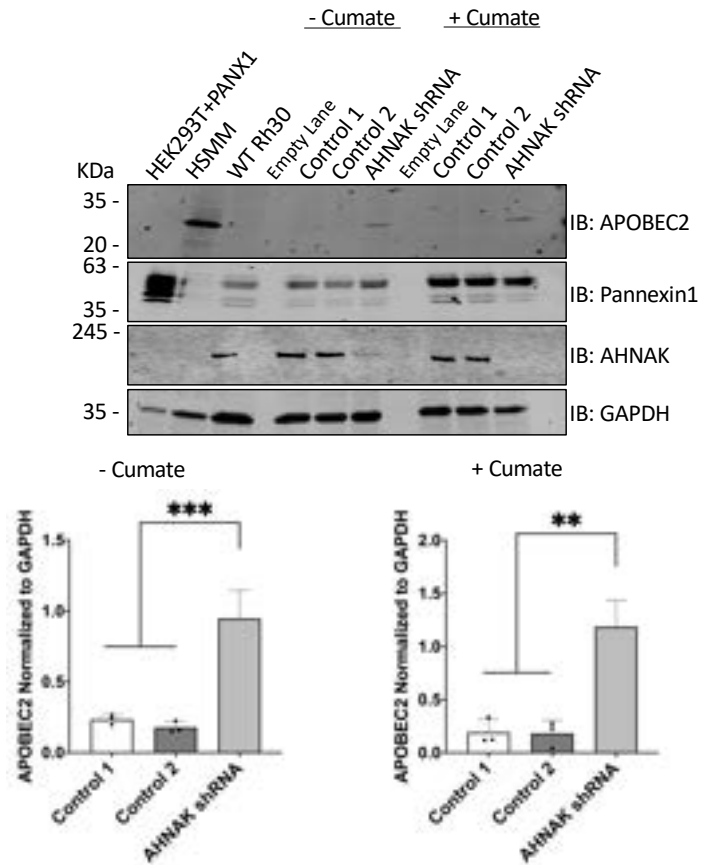 - Cumate + Cumate
HEK293T+PANX1
HSMM
WT Rh30
Empty Lane
Control 1
Control 2
AHNAK shRNA
Empty Lane
Control 1
Control 2
AHNAK shRNA
KDa
35 -
20 -
IB: APOBEC2
63 -
35 -
IB: Pannexin1
245 -
IB: AHNAK
35 -
IB: GAPDH
- Cumate
APOBEC2 Normalized to GAPDH
1.5
1.0
0.5
0.0
***
Control 1
Control 2
AHNAK shRNA
+ Cumate
APOBEC2 Normalized to GAPDH
2.0
1.5
1.0
0.5
0.0
**
Control 1
Control 2
AHNAK shRNA